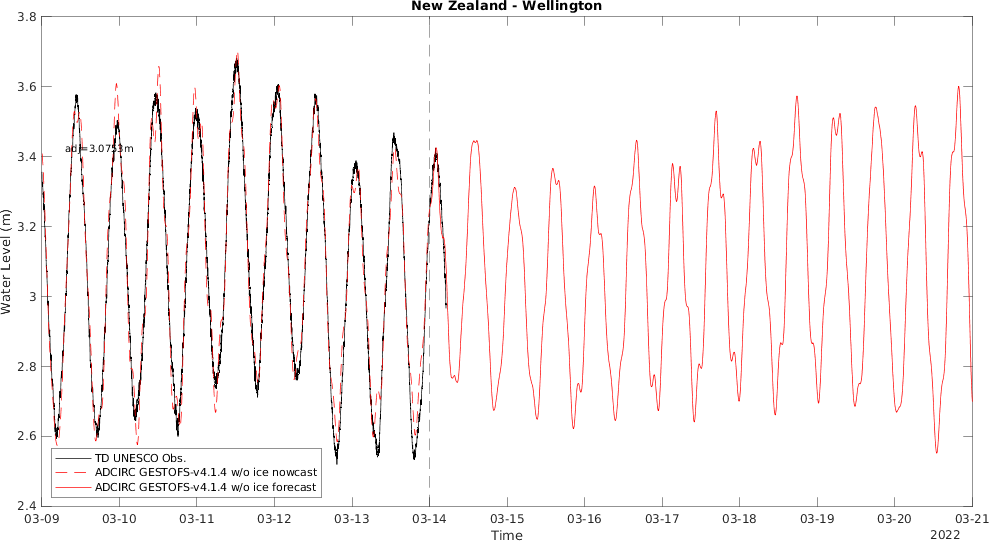 New Zealand - Wellington
3.8
3.6
3.4
3.2
3
2.8
2.6
2.4
Water Level (m)
adj=3.0753m
TD UNESCO Obs.
ADCIRC GESTOFS-v4.1.4 w/o ice nowcast
ADCIRC GESTOFS-v4.1.4 w/o ice forecast
03-09 03-10 03-11 03-12 03-13 03-14 03-15 03-16 03-17 03-18 03-19 03-20 03-21
Time
2022